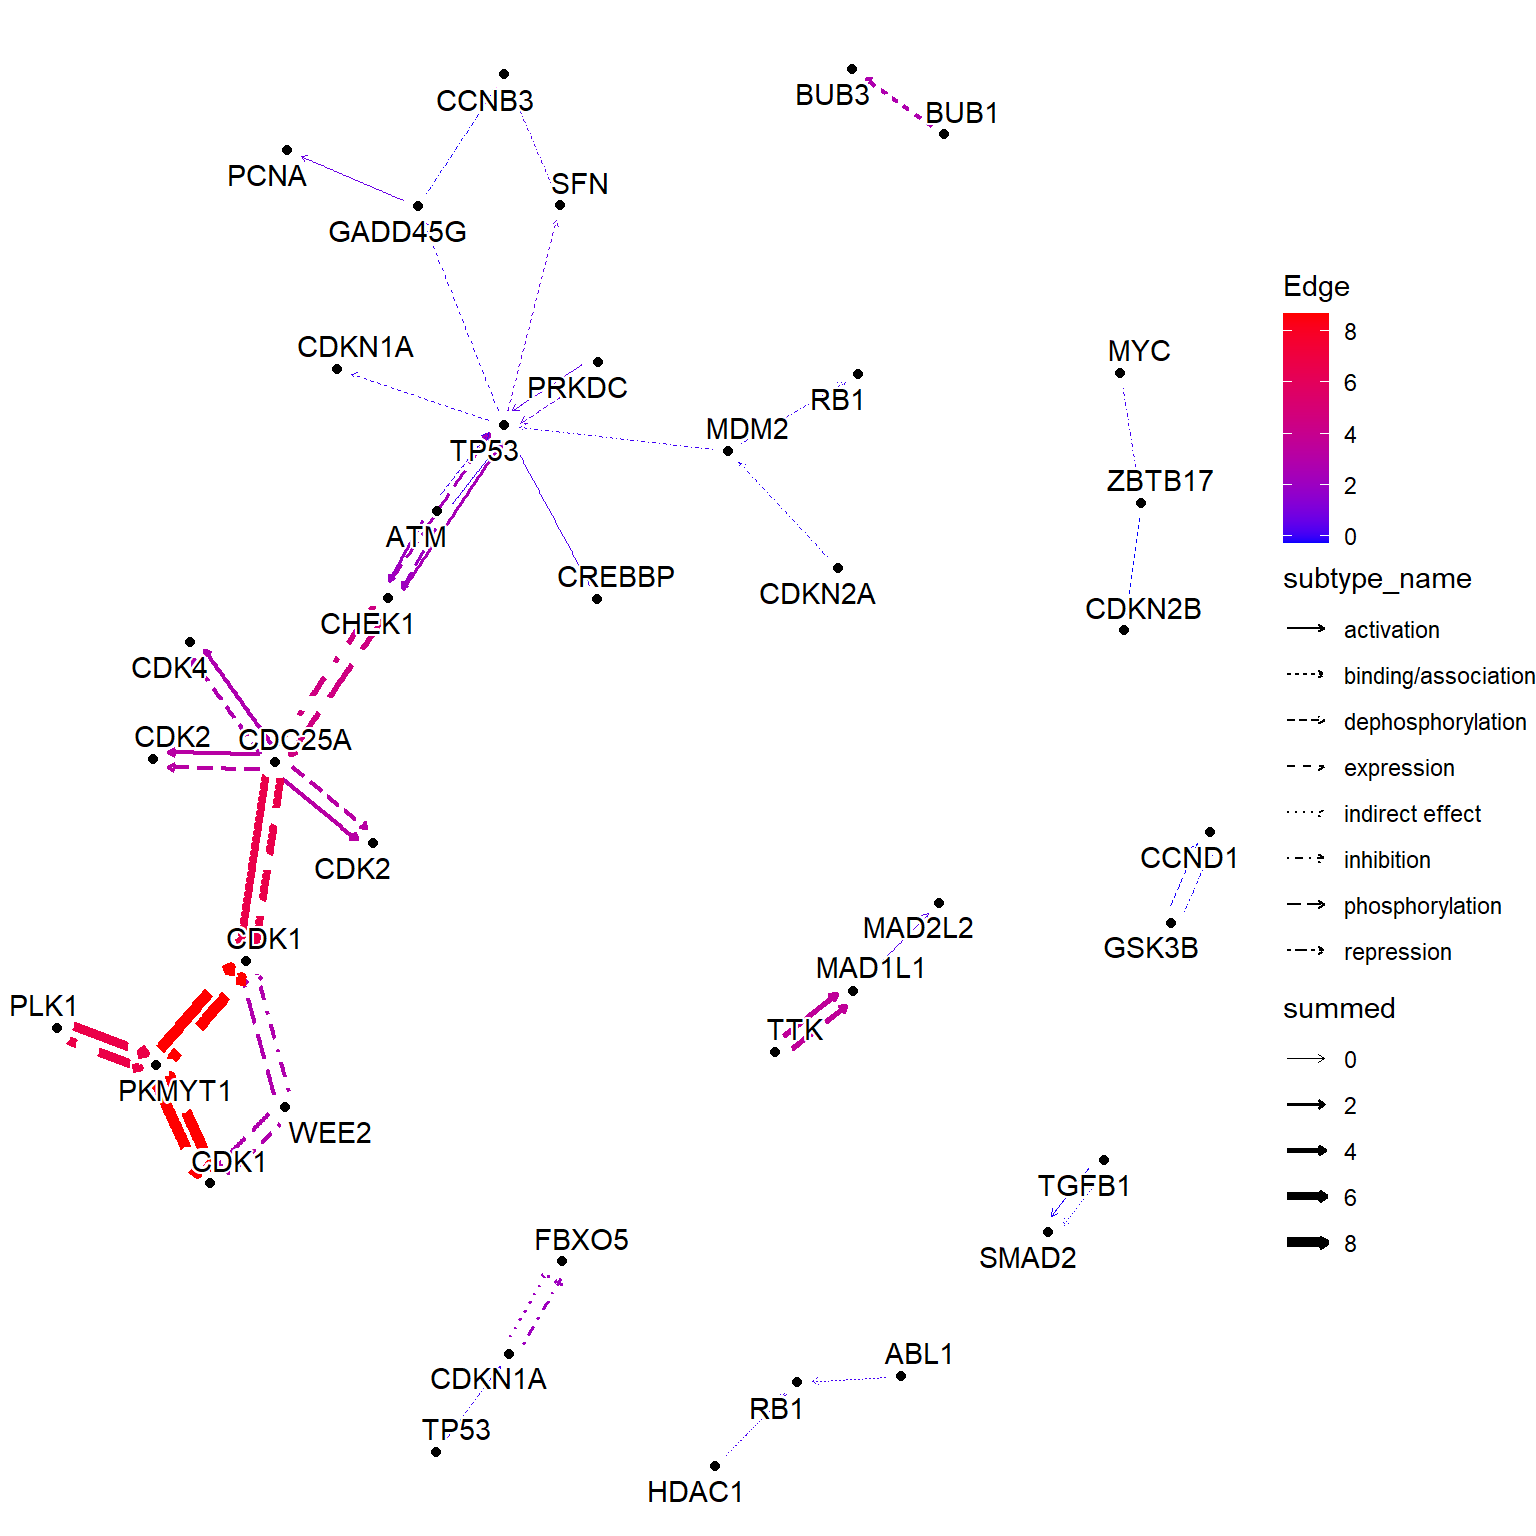 CCNB3
BUB3
BUB1
PCNA
SFN
GADD45G
CDKN1A
PRKDC
RB1
MYC
TP53
MDM2
ZBTB17
ATM
CREBBP
CDKN2A
CDKN2B
CHEK1
CDK4
CDK2
CDC25A
CDK2
CCND1
CDK1
MAD2L2
GSK3B
MAD1L1
PLK1
TTK
PKMYT1
WEE2
CDK1
TGFB1
SMAD2
FBXO5
CDKN1A
ABL1
RB1
TP53
HDAC1
Edge
8
6
4
2
0
subtype_name
activation
binding/association
dephosphorylation
expression
indirect effect
inhibition
phosphorylation
repression
summed
0
2
4
6
8